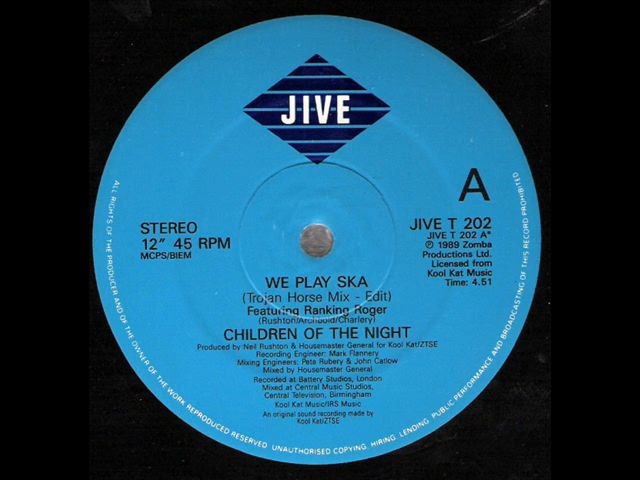 JIVE
A
STEREO
12" 45 RPM
MCPS/BIEM
JIVE T 202
JIVE T 202 A*
℗ 1989 Zomba
Productions Ltd.
Licensed from
Kool Kat Music
Time: 4.51
WE PLAY SKA
(Trojan Horse Mix - Edit)
Featuring Ranking Roger
(Rushton/Archbold/Charlery)
CHILDREN OF THE NIGHT
Produced by Neil Rushton & Housemaster General for Kool Kat/ZTSE
Recording Engineer: Mark Flannery
Mixing Engineers: Pete Rubery & John Catlow
Mixed by Housemaster General
Recorded at Battery Studios, London
Mixed at Central Music Studios,
Central Television, Birmingham
Kool Kat Music/IRS Music
An original sound recording made by
Kool Kat/ZTSE
ALL RIGHTS OF THE PRODUCER AND OF THE OWNER OF THE WORK REPRODUCED RESERVED. UNAUTHORISED COPYING, HIRING, LENDING, PUBLIC PERFORMANCE AND BROADCASTING OF THIS RECORD PROHIBITED